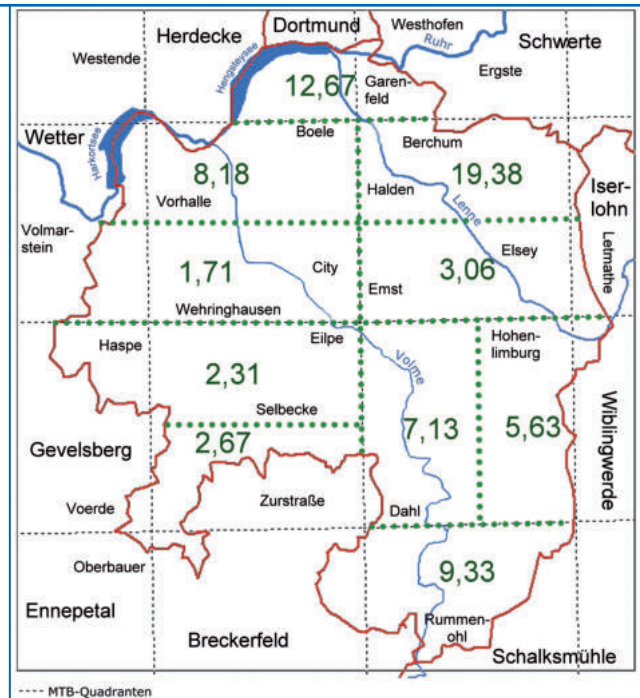 Herdecke
Dortmund
Westhofen
Ruhr
Schwerte
Westende
Hengsteysee
12,67
Garen-
feld
Ergste
Wetter
Harkortsee
Boele
Berchum
8,18
19,38
Vorhalle
Halden
Lenne
Iser-
lohn
Letmathe
Volmar-
stein
1,71
City
Elsey
3,06
Emst
Wehringhausen
Haspe
Eilpe
Hohen-
limburg
Volme
2,31
Selbecke
7,13
5,63
Wiblingwerde
Gevelsberg
2,67
Voerde
Zurstraße
Dahl
Oberbauer
9,33
Ennepetal
Breckerfeld
Rummen-
ohl
Schalksmühle
---- MTB-Quadranten